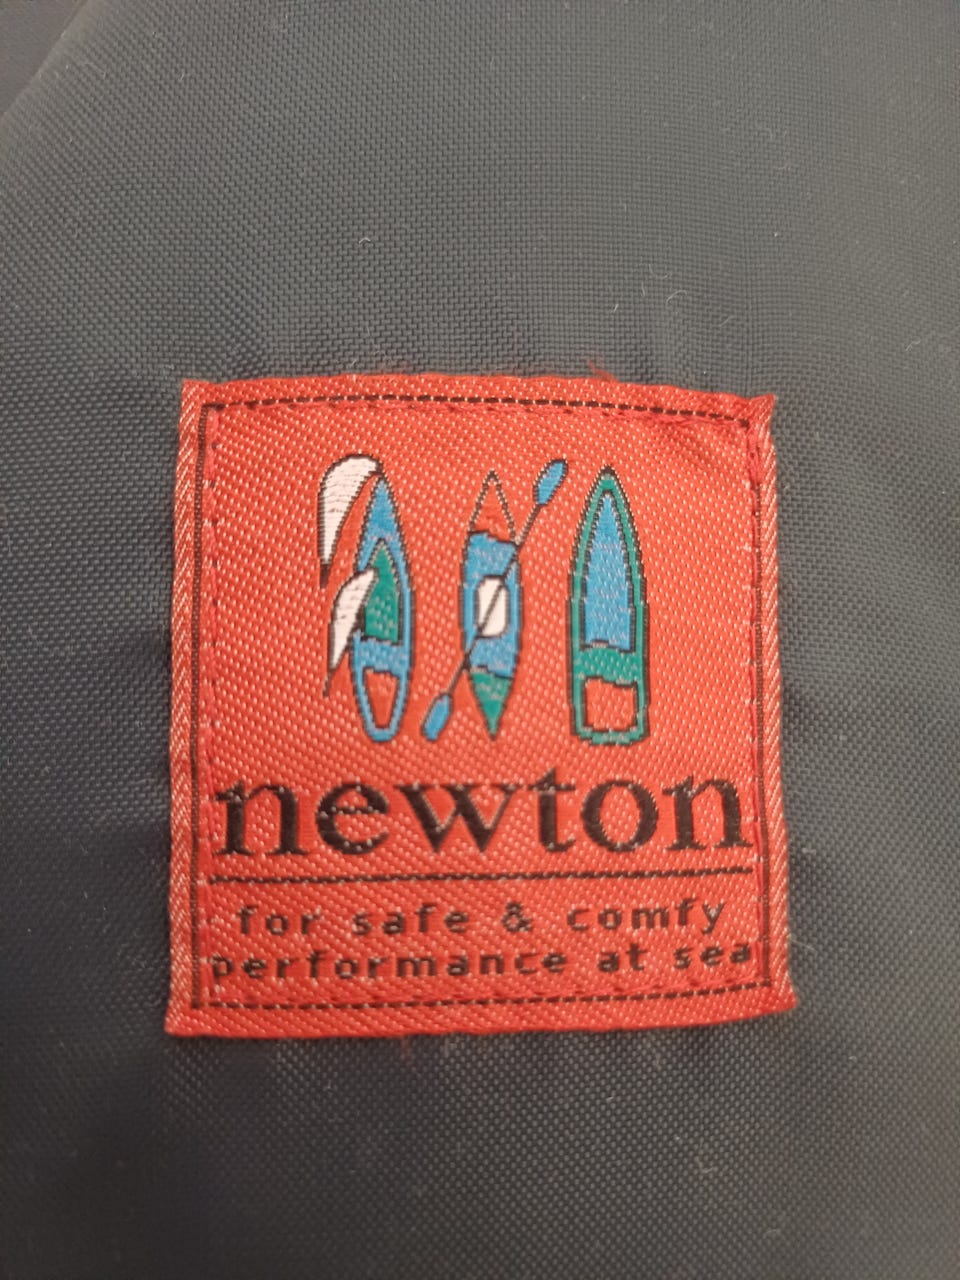 newton
for safe & comfy
performance at sea